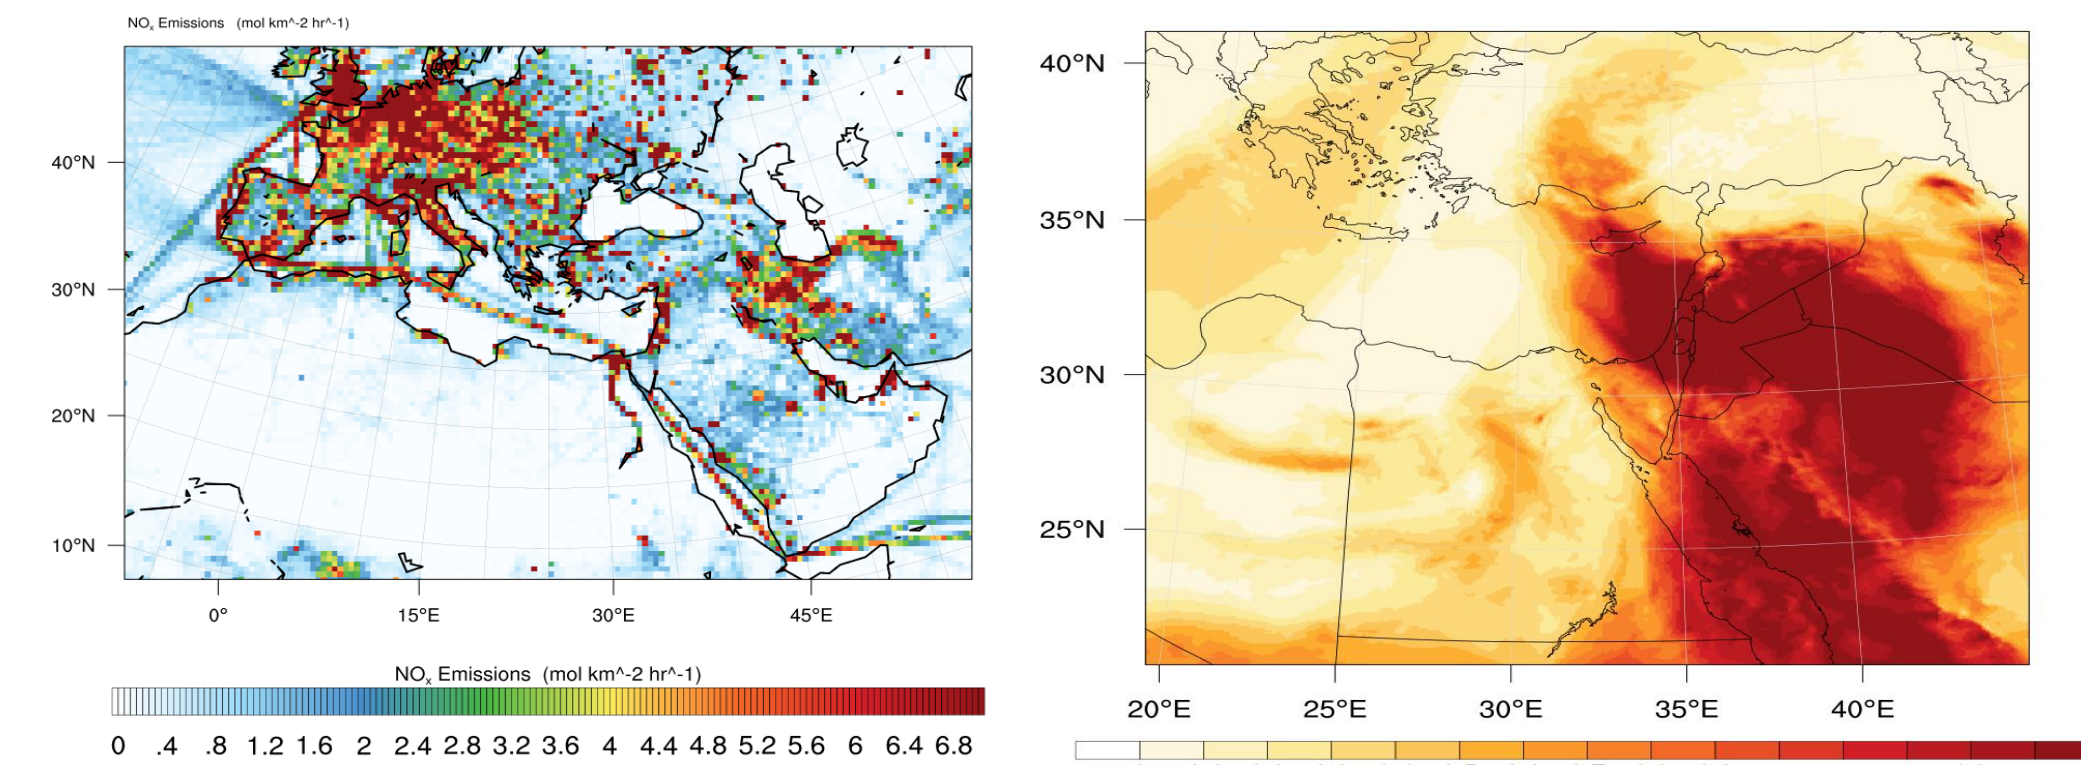 NOx Emissions (mol km^-2 hr^-1)
40°N
30°N
20°N
10°N
0° 15°E 30°E 45°E
NOx Emissions (mol km^-2 hr^-1)
0 .4 .8 1.2 1.6 2 2.4 2.8 3.2 3.6 4 4.4 4.8 5.2 5.6 6 6.4 6.8
40°N
35°N
30°N
25°N
20°E 25°E 30°E 35°E 40°E